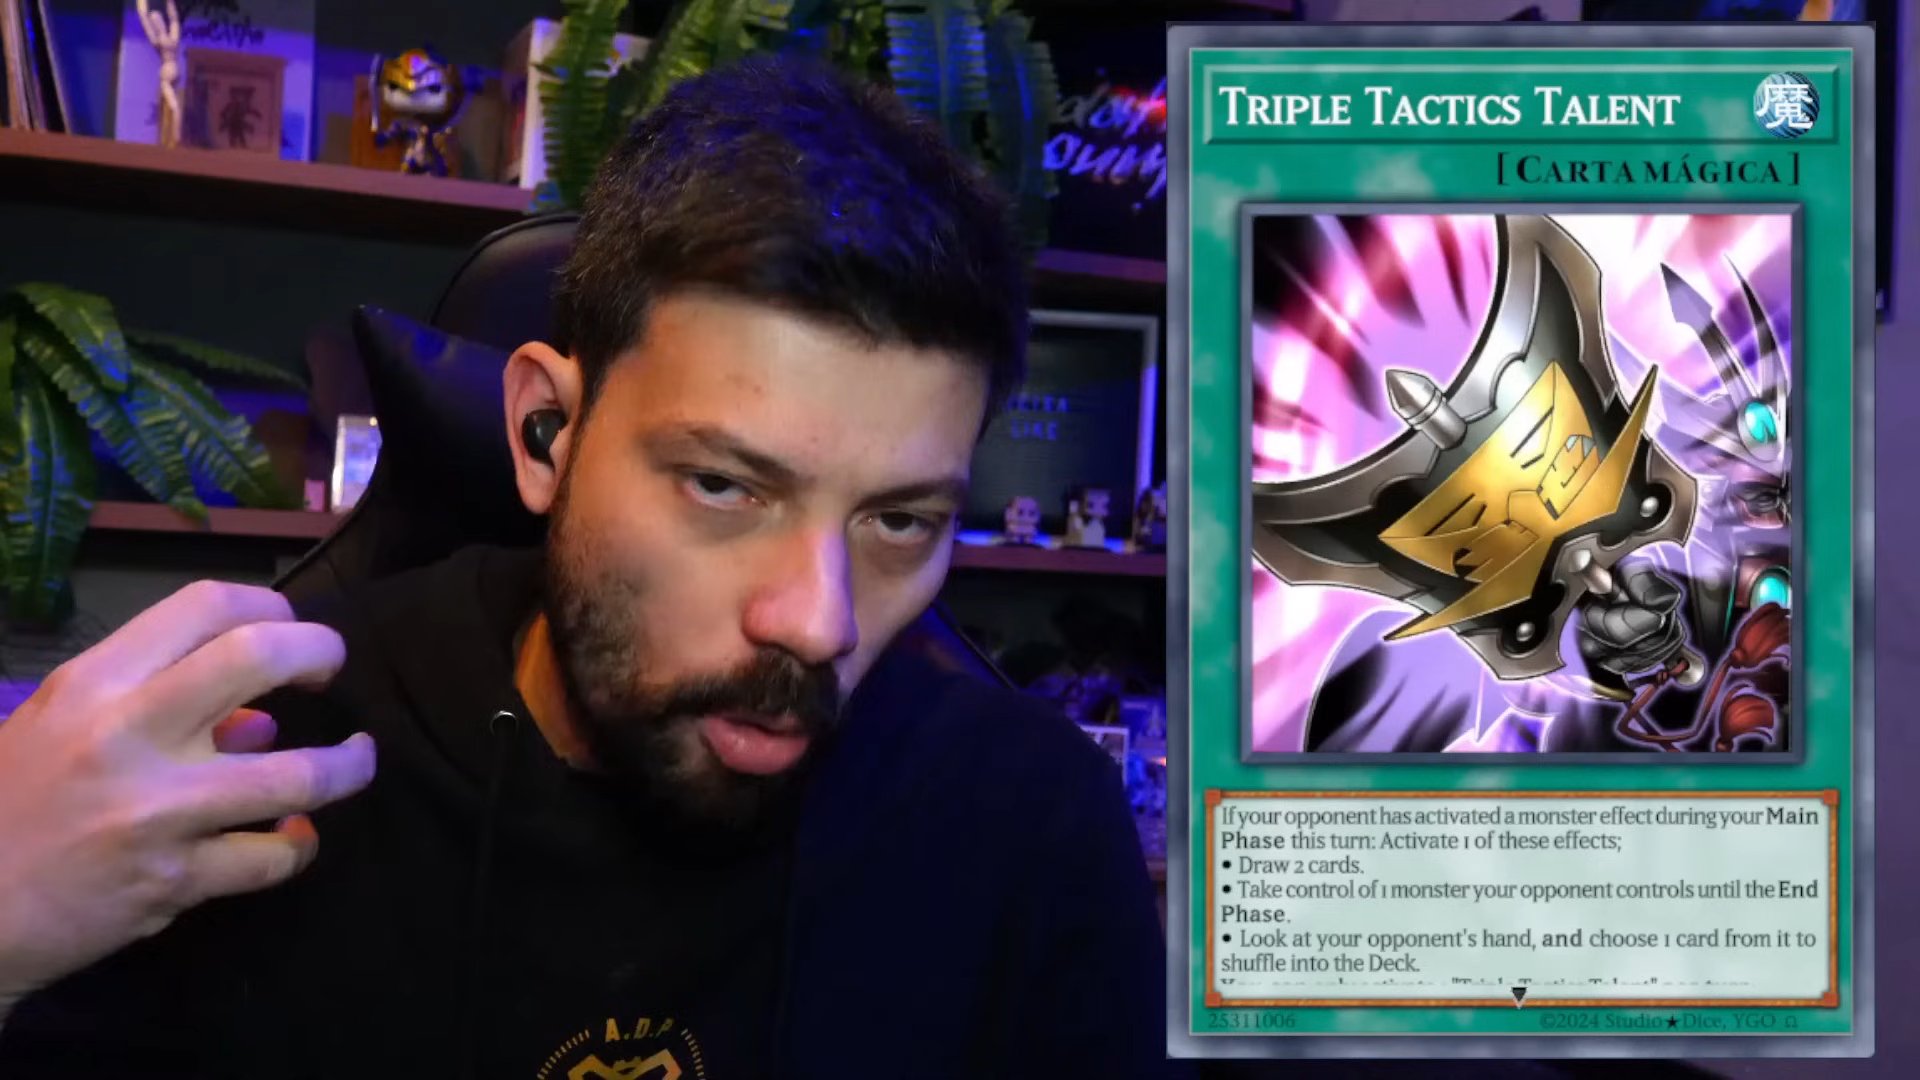 TRIPLE TACTICS TALENT
魔
[CARTA MÁGICA]
If your opponent has activated a monster effect during your Main
Phase this turn: Activate 1 of these effects;
• Draw 2 cards.
• Take control of 1 monster your opponent controls until the End
Phase.
• Look at your opponent's hand, and choose 1 card from it to
shuffle into the Deck.
25311006
©2024 Studio★Dice, YGO Ω
LIKE
A.D.P